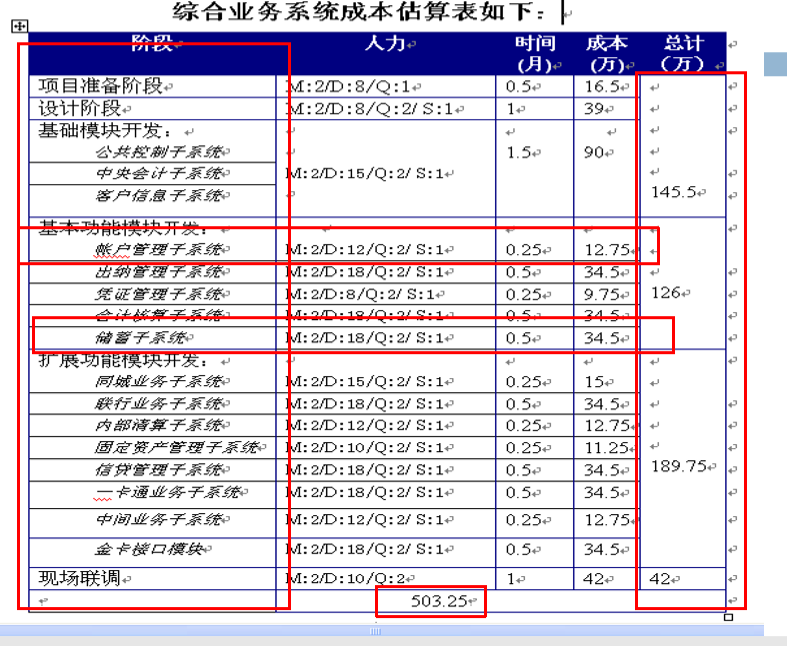 综合业务系统成本估算表如下：
阶段 人力 时间(月) 成本(万) 总计(万)
项目准备阶段 M:2/D:8/Q:1 0.5 16.5
设计阶段 M:2/D:8/Q:2/ S:1 1 39
基础模块开发：
公共控制子系统 1.5 90
中央会计子系统 M:2/D:15/Q:2/ S:1
客户信息子系统 145.5
基本功能模块开发：
帐户管理子系统 M:2/D:12/Q:2/ S:1 0.25 12.75
出纳管理子系统 M:2/D:18/Q:2/ S:1 0.5 34.5
凭证管理子系统 M:2/D:8/Q:2/ S:1 0.25 9.75 126
会计核算子系统 M:2/D:18/Q:2/ S:1 0.5 34.5
储蓄子系统 M:2/D:18/Q:2/ S:1 0.5 34.5
扩展功能模块开发：
同城业务子系统 M:2/D:15/Q:2/ S:1 0.25 15
联行业务子系统 M:2/D:18/Q:2/ S:1 0.5 34.5
内部清算子系统 M:2/D:12/Q:2/ S:1 0.25 12.75
固定资产管理子系统 M:2/D:10/Q:2/ S:1 0.25 11.25
信贷管理子系统 M:2/D:18/Q:2/ S:1 0.5 34.5 189.75
一卡通业务子系统 M:2/D:18/Q:2/ S:1 0.5 34.5
中间业务子系统 M:2/D:12/Q:2/ S:1 0.25 12.75
金卡接口模块 M:2/D:18/Q:2/ S:1 0.5 34.5
现场联调 M:2/D:10/Q:2 1 42 42
503.25